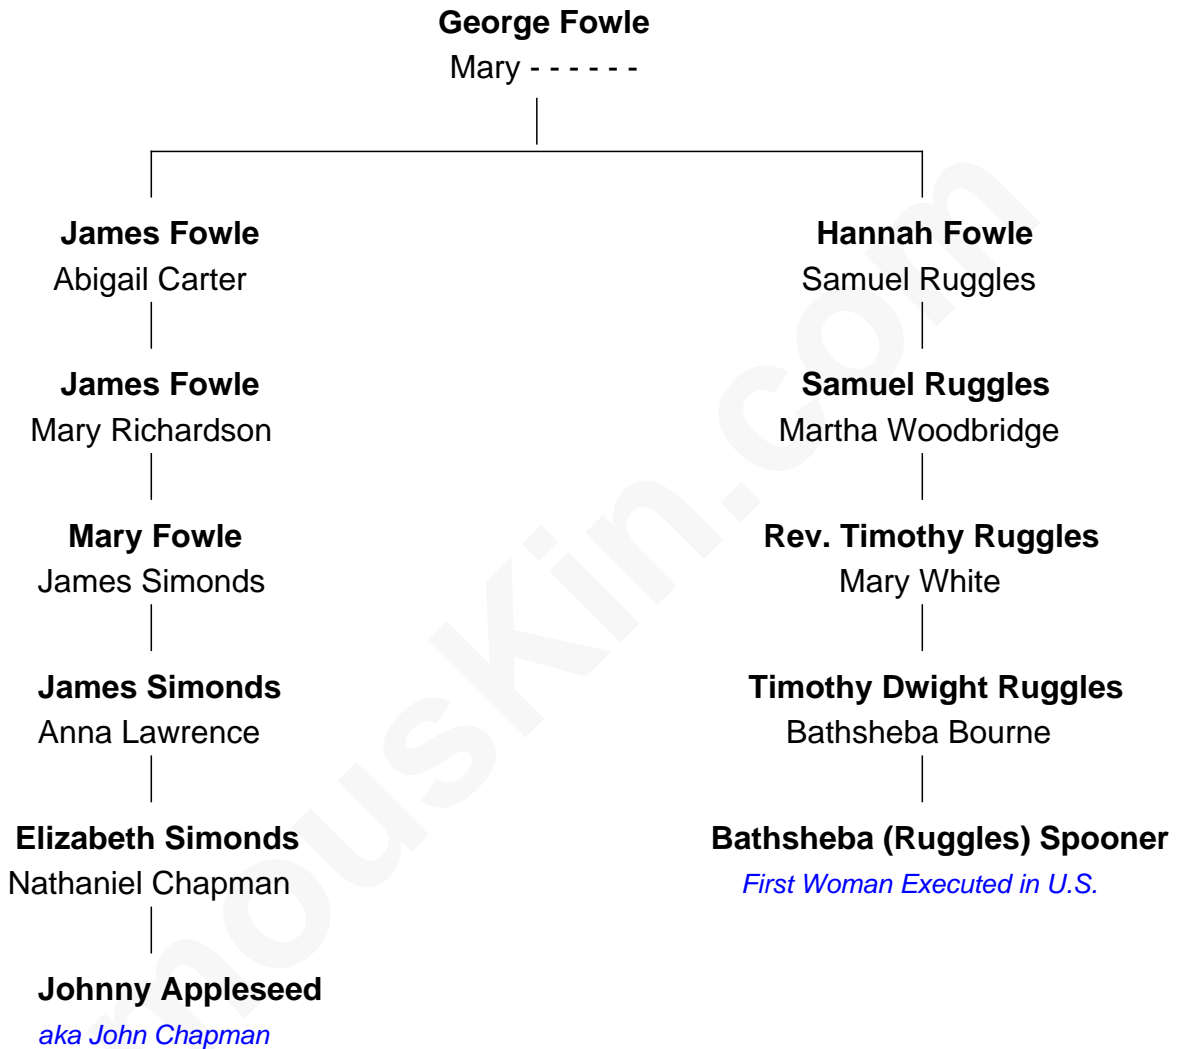 George Fowle
Mary - - - - - -
James Fowle
Abigail Carter
Hannah Fowle
Samuel Ruggles
James Fowle
Mary Richardson
Samuel Ruggles
Martha Woodbridge
Mary Fowle
James Simonds
Rev. Timothy Ruggles
Mary White
James Simonds
Anna Lawrence
Timothy Dwight Ruggles
Bathsheba Bourne
Elizabeth Simonds
Nathaniel Chapman
Bathsheba (Ruggles) Spooner
First Woman Executed in U.S.
Johnny Appleseed
aka John Chapman
mousKin.com